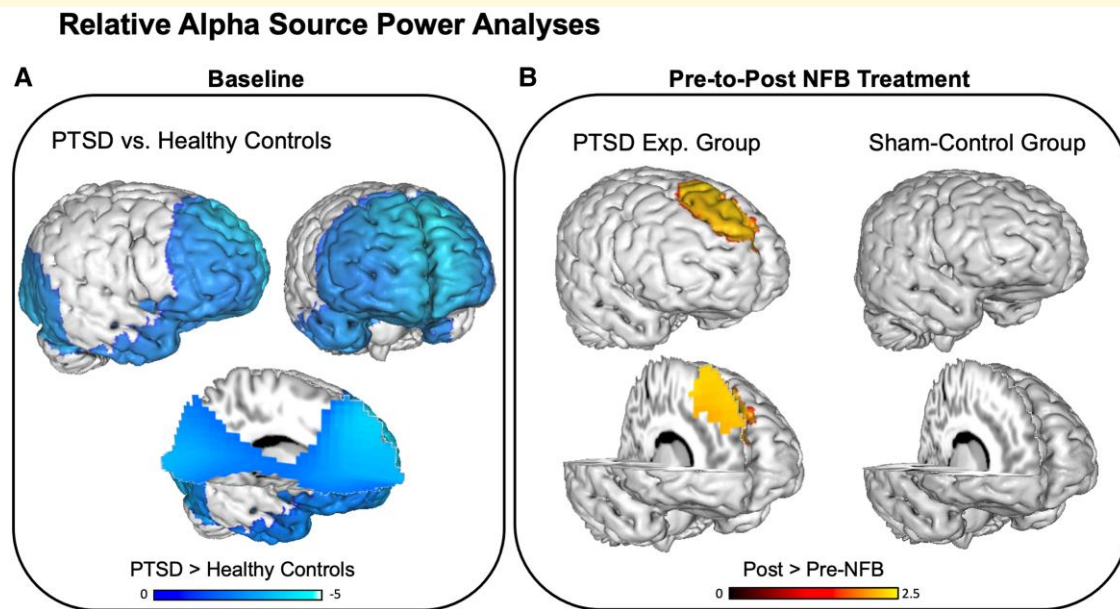 Relative Alpha Source Power Analyses
A
Baseline
PTSD vs. Healthy Controls
PTSD > Healthy Controls
0
-5
B
Pre-to-Post NFB Treatment
PTSD Exp. Group
Sham-Control Group
Post > Pre-NFB
0
2.5